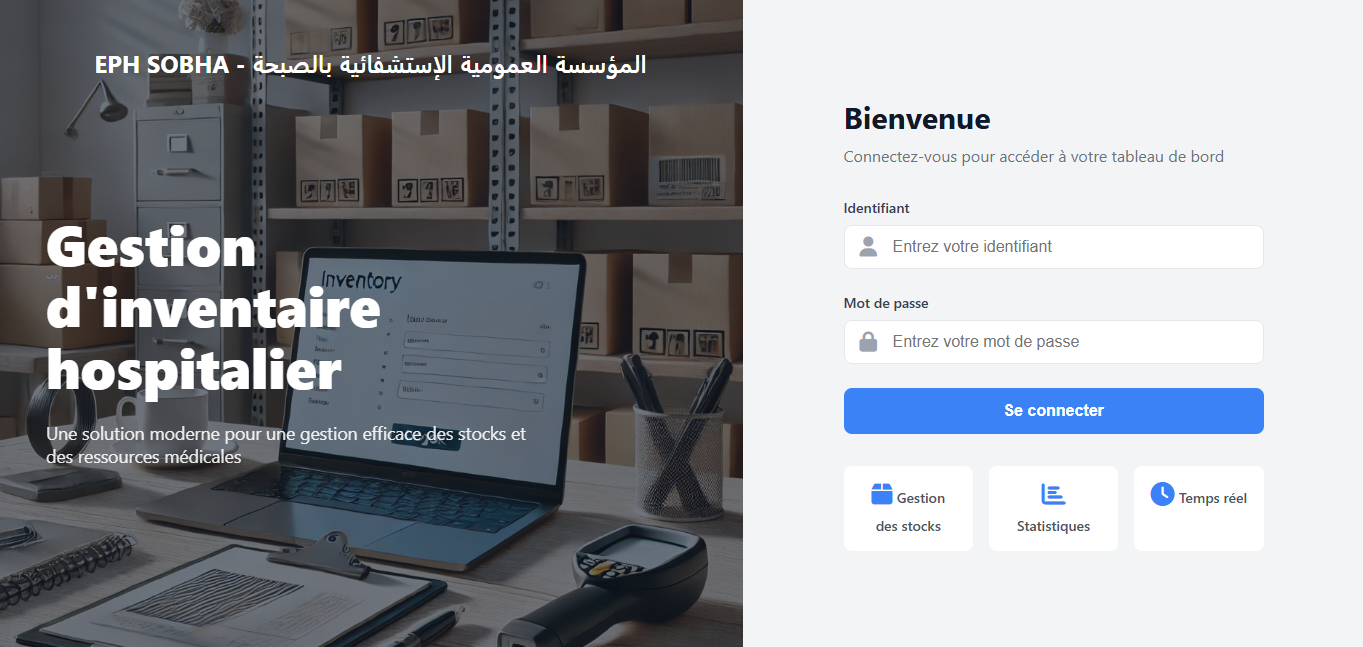 EPH SOBHA - المؤسسة العمومية الإستشفائية بالصبحة
Gestion
d'inventaire
hospitalier
Une solution moderne pour une gestion efficace des stocks et
des ressources médicales
Inventory
Bienvenue
Connectez-vous pour accéder à votre tableau de bord
Identifiant
Entrez votre identifiant
Mot de passe
Entrez votre mot de passe
Se connecter
Gestion
des stocks
Statistiques
Temps réel